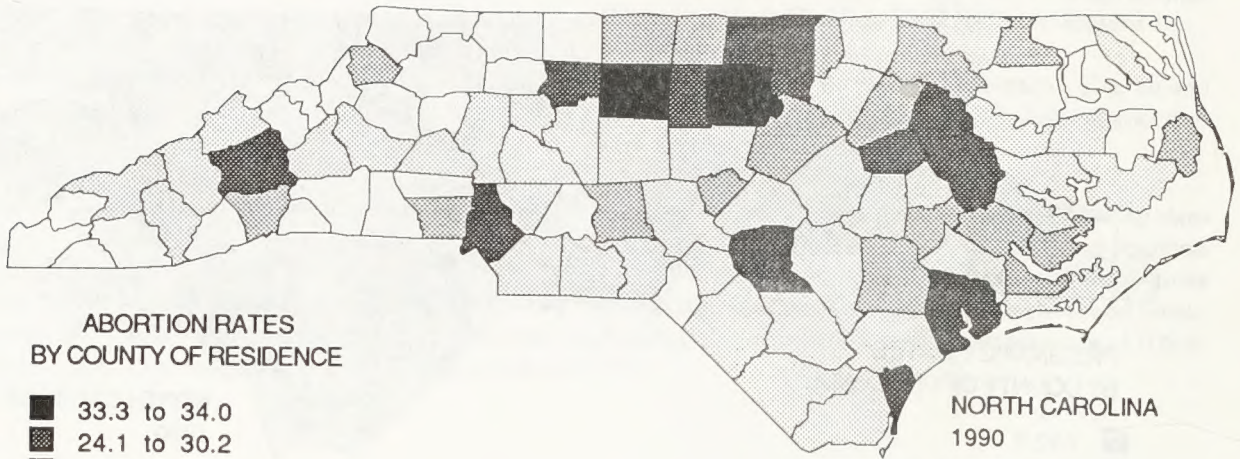 ABORTION RATES
BY COUNTY OF RESIDENCE
33.3 to 34.0
24.1 to 30.2
NORTH CAROLINA
1990